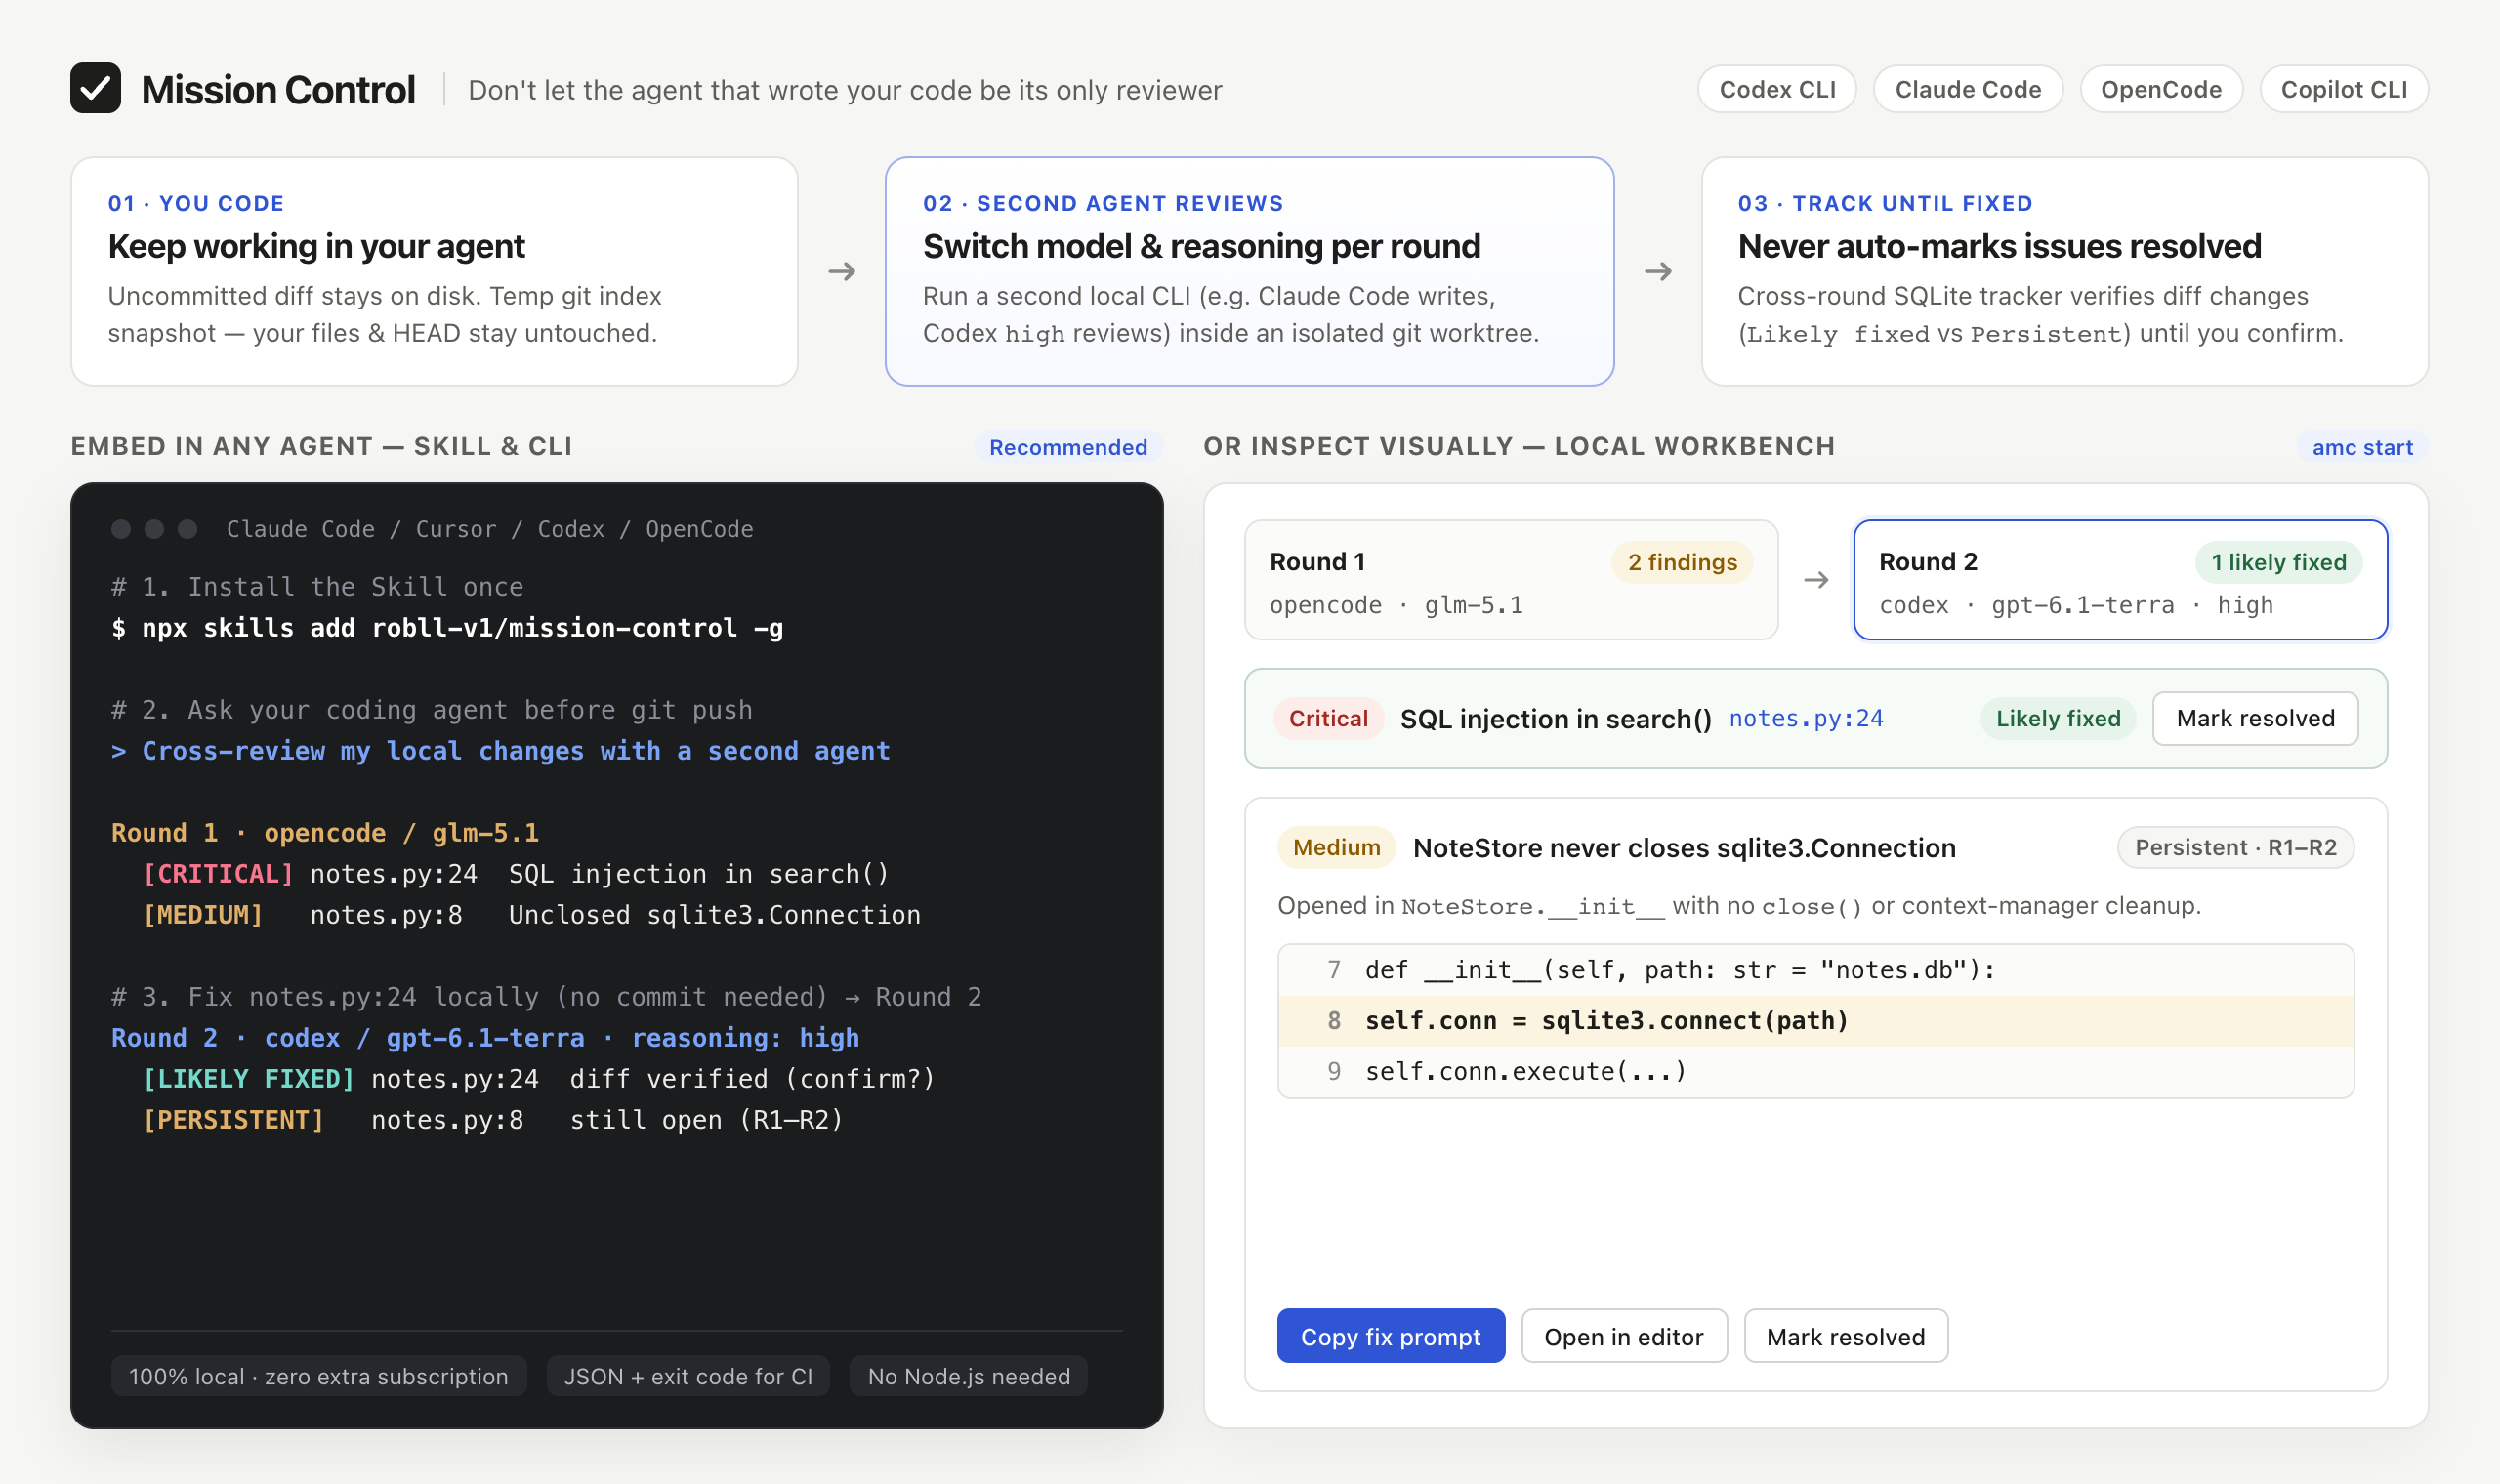 Mission Control
Don't let the agent that wrote your code be its only reviewer
Codex CLI
Claude Code
OpenCode
Copilot CLI
01 · YOU CODE
Keep working in your agent
Uncommitted diff stays on disk. Temp git index
snapshot — your files & HEAD stay untouched.
→
02 · SECOND AGENT REVIEWS
Switch model & reasoning per round
Run a second local CLI (e.g. Claude Code writes,
Codex high reviews) inside an isolated git worktree.
→
03 · TRACK UNTIL FIXED
Never auto-marks issues resolved
Cross-round SQLite tracker verifies diff changes
(Likely fixed vs Persistent) until you confirm.
EMBED IN ANY AGENT — SKILL & CLI
Recommended
Claude Code / Cursor / Codex / OpenCode
# 1. Install the Skill once
$ npx skills add robll-v1/mission-control -g
# 2. Ask your coding agent before git push
> Cross-review my local changes with a second agent
Round 1 · opencode / glm-5.1
[CRITICAL] notes.py:24 SQL injection in search()
[MEDIUM] notes.py:8 Unclosed sqlite3.Connection
# 3. Fix notes.py:24 locally (no commit needed) → Round 2
Round 2 · codex / gpt-6.1-terra · reasoning: high
[LIKELY FIXED] notes.py:24 diff verified (confirm?)
[PERSISTENT] notes.py:8 still open (R1–R2)
100% local · zero extra subscription
JSON + exit code for CI
No Node.js needed
OR INSPECT VISUALLY — LOCAL WORKBENCH
amc start
Round 1
2 findings
opencode · glm-5.1
→
Round 2
1 likely fixed
codex · gpt-6.1-terra · high
Critical
SQL injection in search()
notes.py:24
Likely fixed
Mark resolved
Medium
NoteStore never closes sqlite3.Connection
Persistent · R1–R2
Opened in NoteStore.__init__ with no close() or context-manager cleanup.
7 def __init__(self, path: str = "notes.db"):
8 self.conn = sqlite3.connect(path)
9 self.conn.execute(...)
Copy fix prompt
Open in editor
Mark resolved